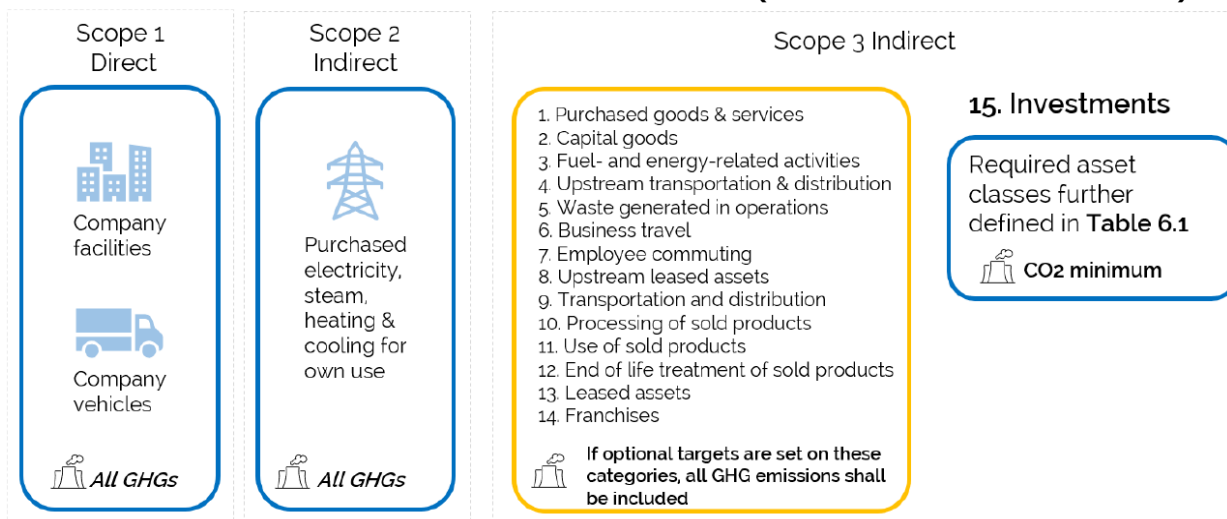 Scope 1
Direct
Company
facilities
Company
vehicles
All GHGs
Scope 2
Indirect
Purchased
electricity,
steam,
heating &
cooling for
own use
All GHGs
Scope 3 Indirect
1. Purchased goods & services
2. Capital goods
3. Fuel- and energy-related activities
4. Upstream transportation & distribution
5. Waste generated in operations
6. Business travel
7. Employee commuting
8. Upstream leased assets
9. Transportation and distribution
10. Processing of sold products
11. Use of sold products
12. End of life treatment of sold products
13. Leased assets
14. Franchises
If optional targets are set on these
categories, all GHG emissions shall
be included
15. Investments
Required asset
classes further
defined in Table 6.1
CO2 minimum